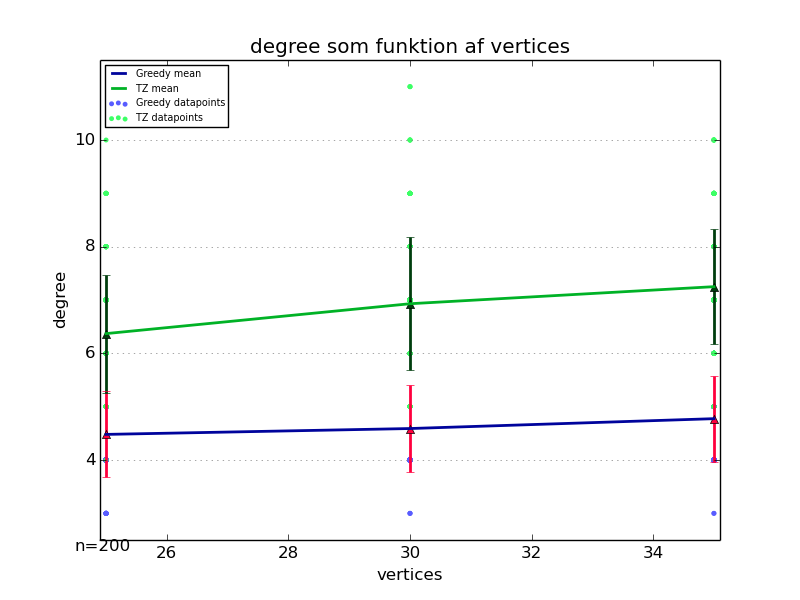 degree som funktion af vertices
Greedy mean
TZ mean
Greedy datapoints
TZ datapoints
10
8
6
4
degree
n=200
26
28
30
32
34
vertices